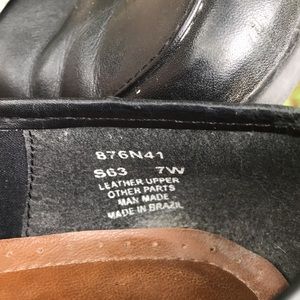 876N41
S63 7W
LEATHER UPPER
OTHER PARTS
MAN MADE
MADE IN BRAZIL